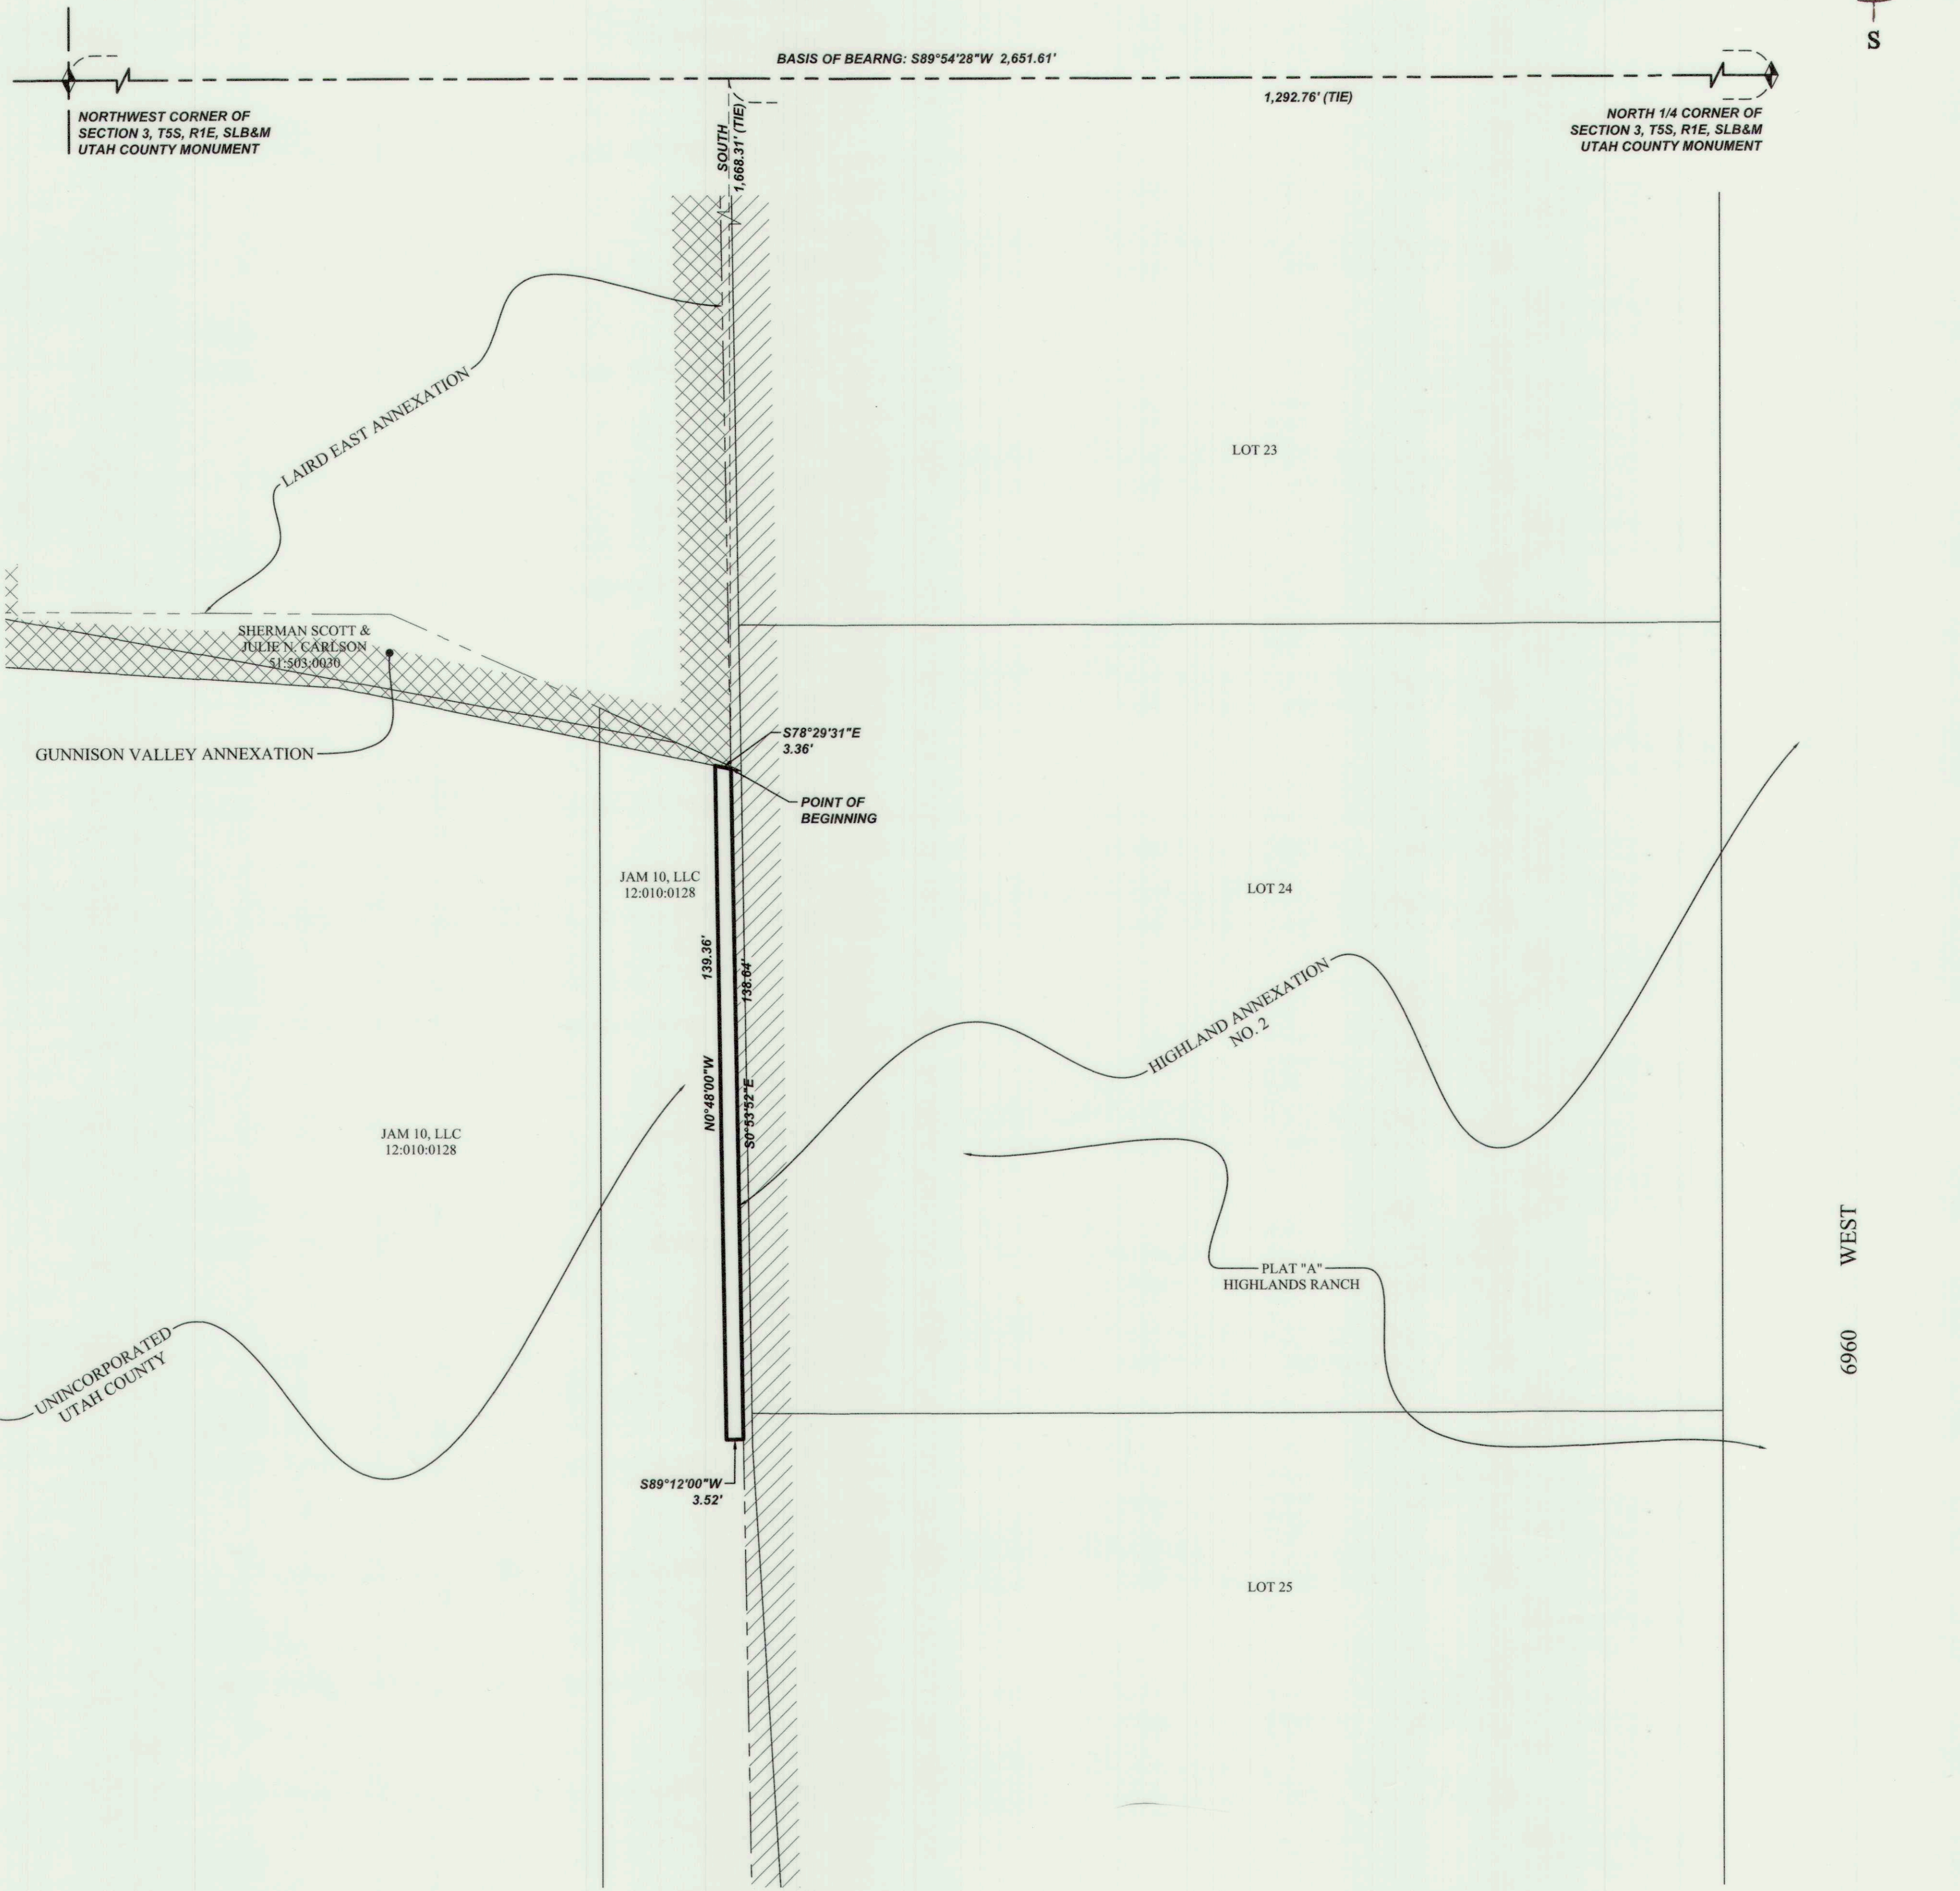 S
BASIS OF BEARNG: S89°54'28"W 2,651.61'
1,292.76' (TIE)
NORTHWEST CORNER OF
SECTION 3, T5S, R1E, SLB&M
UTAH COUNTY MONUMENT
NORTH 1/4 CORNER OF
SECTION 3, T5S, R1E, SLB&M
UTAH COUNTY MONUMENT
SOUTH
1,668.31' (TIE)
LAIRD EAST ANNEXATION
LOT 23
SHERMAN SCOTT &
JULIE N. CARLSON
51:503:0030
GUNNISON VALLEY ANNEXATION
S78°29'31"E
3.36'
POINT OF
BEGINNING
JAM 10, LLC
12:010:0128
LOT 24
139.36'
138.64'
N0°48'00"W
S0°53'52"E
HIGHLAND ANNEXATION
NO. 2
JAM 10, LLC
12:010:0128
PLAT "A"
HIGHLANDS RANCH
6960 WEST
UNINCORPORATED
UTAH COUNTY
S89°12'00"W
3.52'
LOT 25